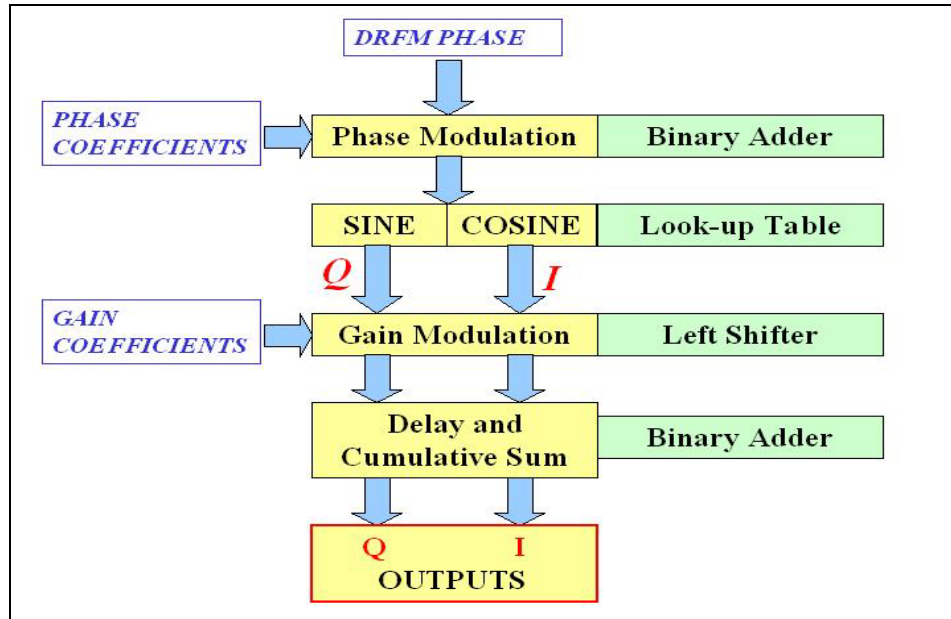 DRFM PHASE
PHASE
COEFFICIENTS
Phase Modulation
Binary Adder
SINE
COSINE
Look-up Table
Q
I
GAIN
COEFFICIENTS
Gain Modulation
Left Shifter
Delay and
Cumulative Sum
Binary Adder
Q
I
OUTPUTS